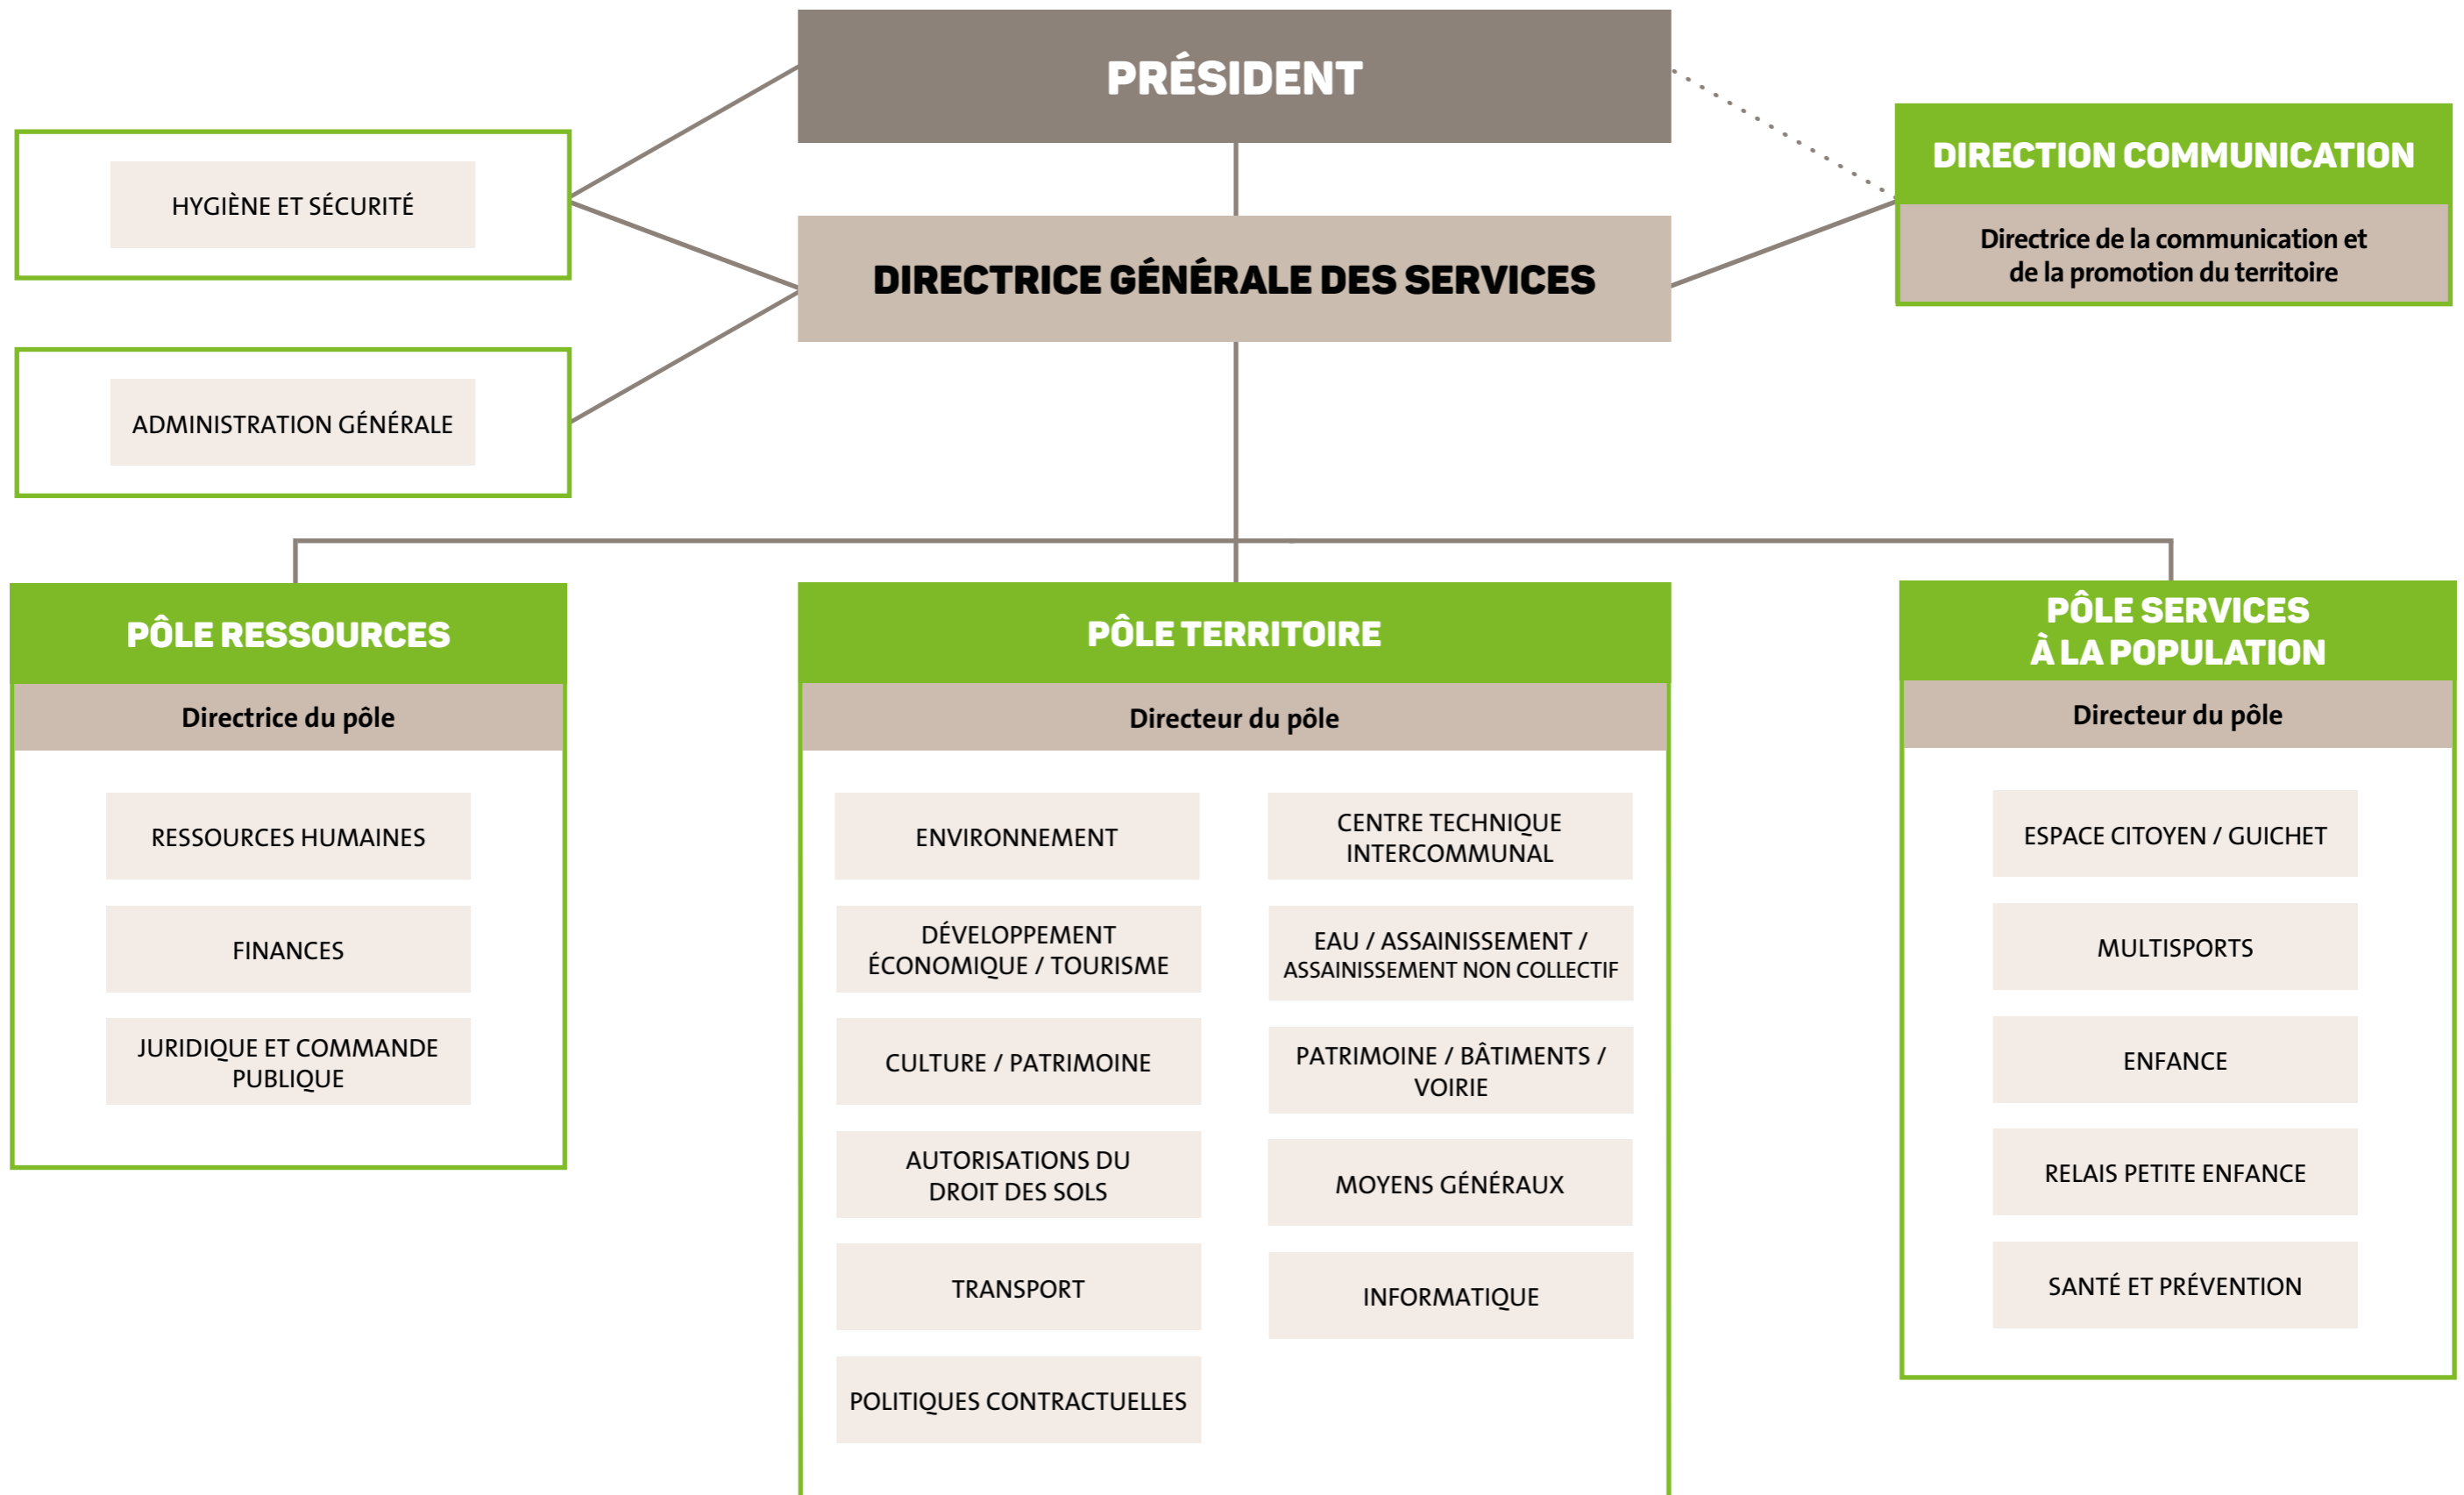 PRÉSIDENT
HYGIÈNE ET SÉCURITÉ
DIRECTION COMMUNICATION
Directrice de la communication et
de la promotion du territoire
DIRECTRICE GÉNÉRALE DES SERVICES
ADMINISTRATION GÉNÉRALE
PÔLE RESSOURCES
Directrice du pôle
RESSOURCES HUMAINES
FINANCES
JURIDIQUE ET COMMANDE
PUBLIQUE
PÔLE TERRITOIRE
Directeur du pôle
ENVIRONNEMENT
DÉVELOPPEMENT
ÉCONOMIQUE / TOURISME
CULTURE / PATRIMOINE
AUTORISATIONS DU
DROIT DES SOLS
TRANSPORT
POLITIQUES CONTRACTUELLES
CENTRE TECHNIQUE
INTERCOMMUNAL
EAU / ASSAINISSEMENT /
ASSAINISSEMENT NON COLLECTIF
PATRIMOINE / BÂTIMENTS /
VOIRIE
MOYENS GÉNÉRAUX
INFORMATIQUE
PÔLE SERVICES
À LA POPULATION
Directeur du pôle
ESPACE CITOYEN / GUICHET
MULTISPORTS
ENFANCE
RELAIS PETITE ENFANCE
SANTÉ ET PRÉVENTION